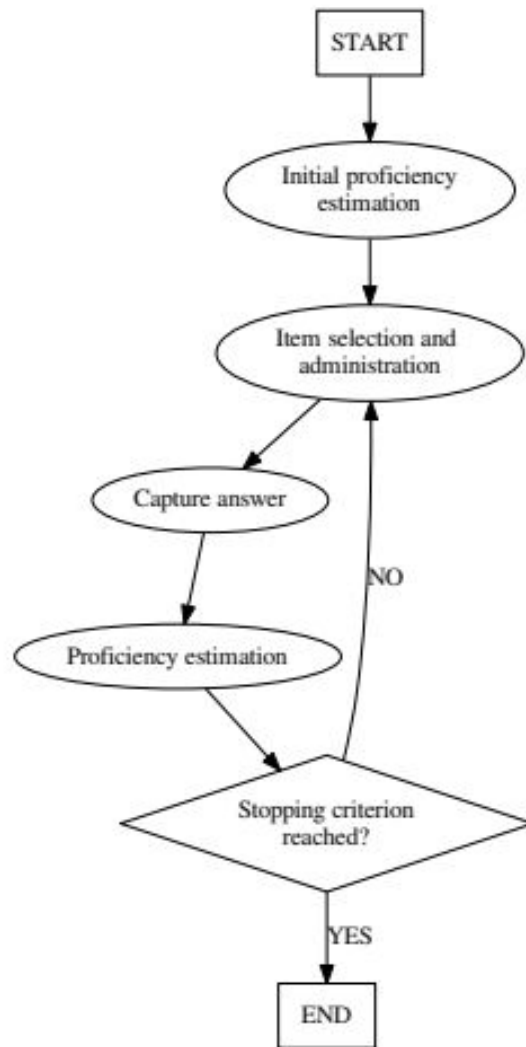 START
Initial proficiency
estimation
Item selection and
administration
Capture answer
NO
Proficiency estimation
Stopping criterion
reached?
YES
END